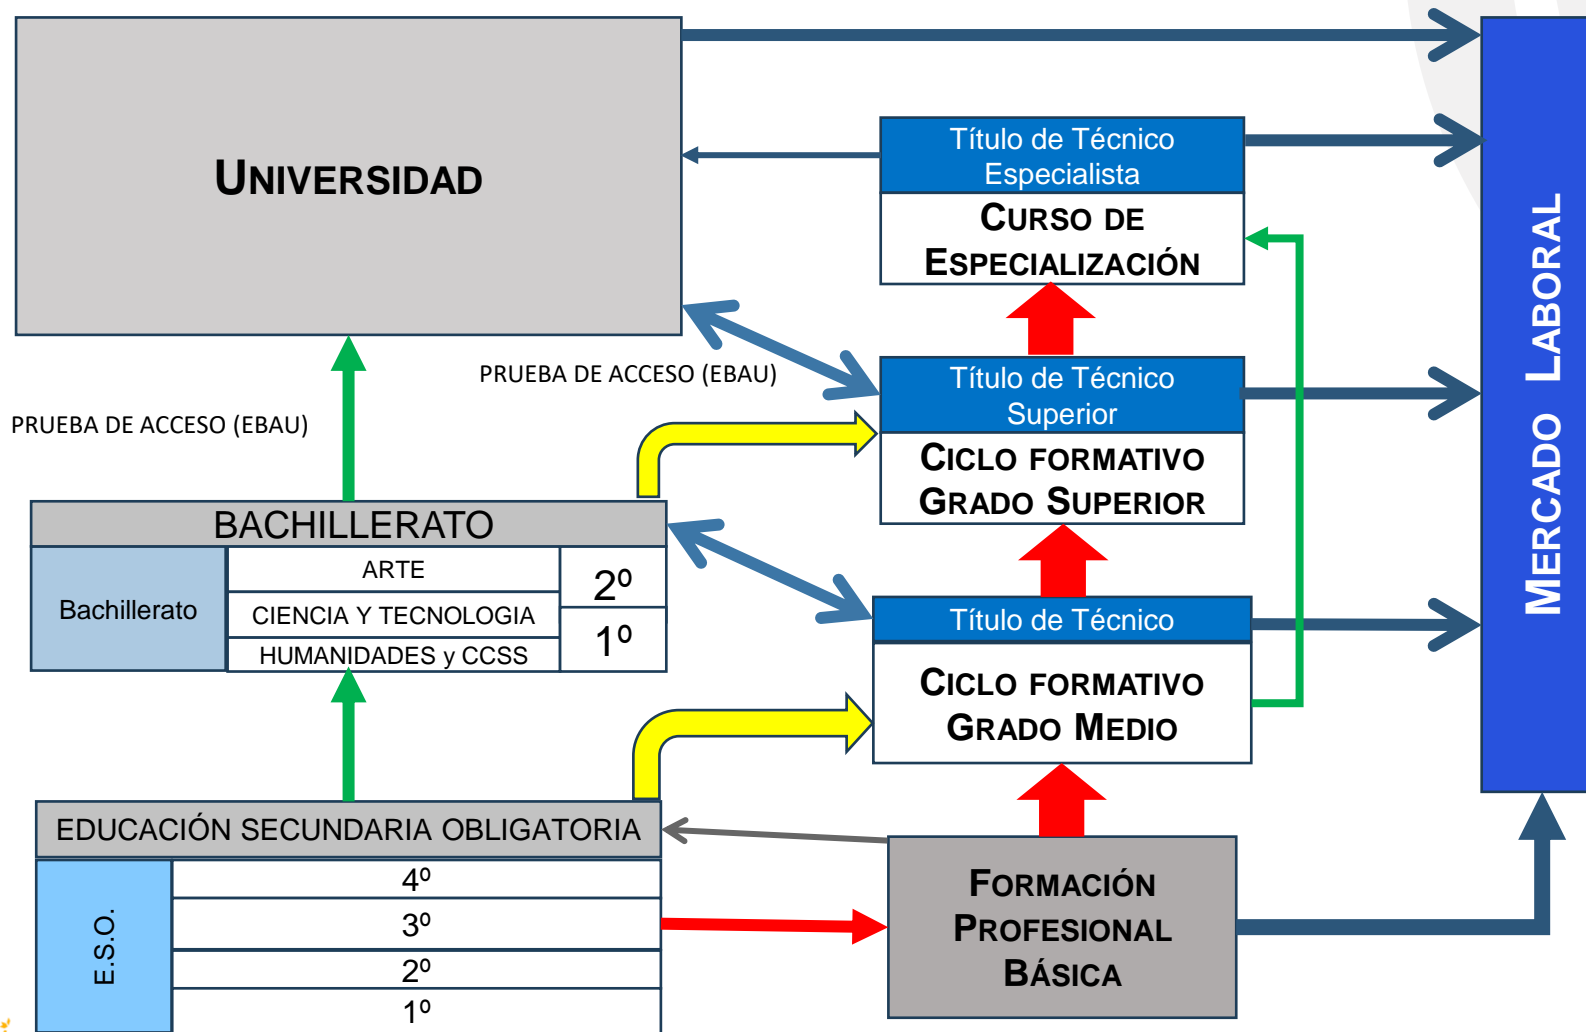 UNIVERSIDAD
Título de Técnico
Especialista
CURSO DE
ESPECIALIZACIÓN
PRUEBA DE ACCESO (EBAU)
PRUEBA DE ACCESO (EBAU)
Título de Técnico
Superior
CICLO FORMATIVO
GRADO SUPERIOR
MERCADO LABORAL
BACHILLERATO
Bachillerato
ARTE
CIENCIA Y TECNOLOGIA
HUMANIDADES y CCSS
2º
1º
Título de Técnico
CICLO FORMATIVO
GRADO MEDIO
EDUCACIÓN SECUNDARIA OBLIGATORIA
E.S.O.
4º
3º
2º
1º
FORMACIÓN
PROFESIONAL
BÁSICA